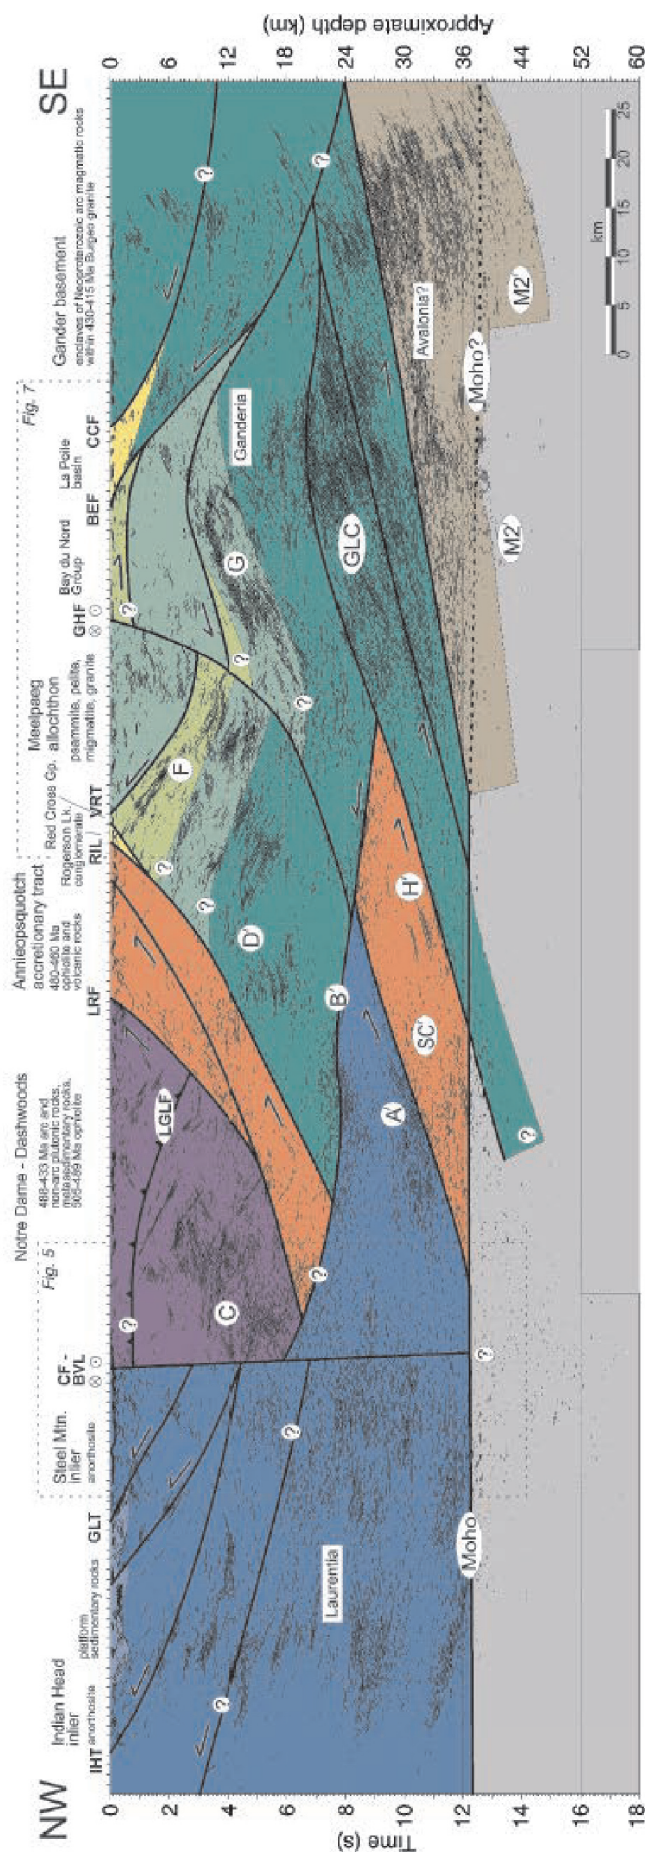 NW
SE
Indian Head
inlier
anorthosite
IHT
platform
sedimentary rocks
GLT
Steel Mtn.
inlier
anorthosite
CF -
BVL
Fig. 5
Notre Dame - Dashwoods
488-433 Ma arc and
non-arc plutonic rocks,
metasedimentary rocks,
505-489 Ma ophiolite
LRF
Annieopsquotch
accretionary tract
480-460 Ma
ophiolite and
volcanic rocks
RIL
Rogerson Lk.
conglomerate
Red Cross Gp.
VRT
Meelpaeg
allochthon
psammite, pelite,
migmatite, granite
GHF
Bay du Nord
Group
BEF
La Poile
basin
CCF
Fig. 7
Gander basement
enclaves of Neoproterozoic arc magmatic rocks
within 430-415 Ma Burgeo granite
Time (s)
0
2
4
6
8
10
12
14
16
18
Approximate depth (km)
0
6
12
18
24
30
36
44
52
60
Laurentia
Moho
?
?
?
?
?
C
LGLF
A'
B'
SC'
H'
D'
F
G
?
?
?
?
?
?
?
?
Ganderia
GLC
Avalonia?
Moho?
M2'
M2'
km
0
5
10
15
20
25